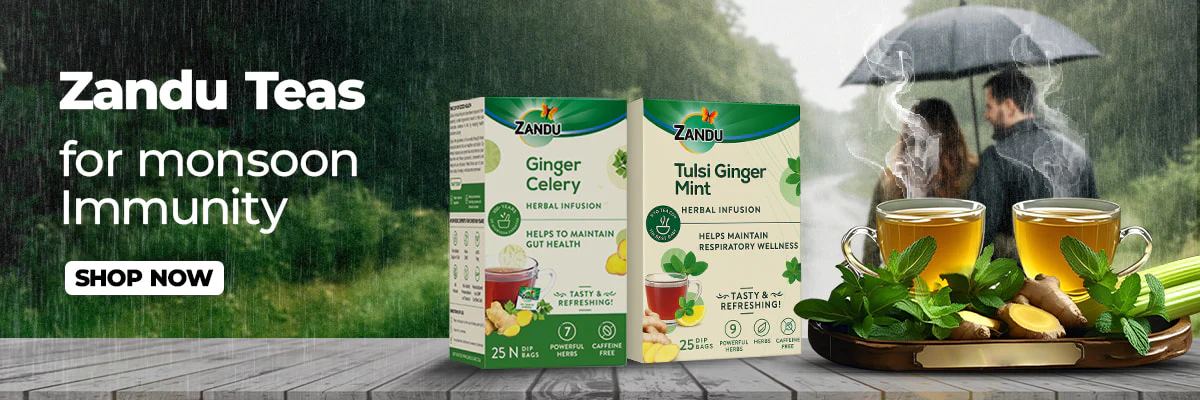 Zandu Teas
for monsoon
Immunity
SHOP NOW
ZANDU
Ginger
Celery
HERBAL INFUSION
HELPS TO MAINTAIN
GUT HEALTH
TASTY &
REFRESHING!
25 N DIP
BAGS
7
POWERFUL
HERBS
CAFFEINE
FREE
ZANDU
Tulsi Ginger
Mint
HERBAL INFUSION
HELPS MAINTAIN
RESPIRATORY WELLNESS
TASTY &
REFRESHING!
25 DIP
BAGS
9
POWERFUL
HERBS
HERBS
CAFFEINE
FREE